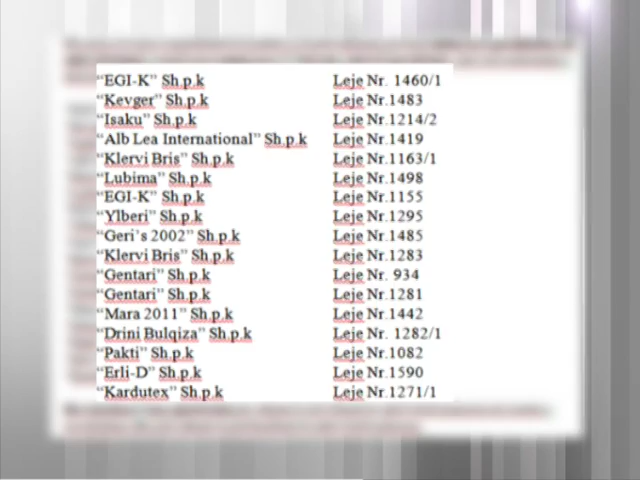 “EGI-K” Sh.p.k Leje Nr. 1460/1
“Kevger” Sh.p.k Leje Nr.1483
“Isaku” Sh.p.k Leje Nr.1214/2
“Alb Lea International” Sh.p.k Leje Nr.1419
“Klervi Bris” Sh.p.k Leje Nr.1163/1
“Lubima” Sh.p.k Leje Nr.1498
“EGI-K” Sh.p.k Leje Nr.1155
“Ylberi” Sh.p.k Leje Nr.1295
“Geri’s 2002” Sh.p.k Leje Nr.1485
“Klervi Bris” Sh.p.k Leje Nr.1283
“Gentari” Sh.p.k Leje Nr. 934
“Gentari” Sh.p.k Leje Nr.1281
“Mara 2011” Sh.p.k Leje Nr.1442
“Drini Bulqiza” Sh.p.k Leje Nr. 1282/1
“Pakti” Sh.p.k Leje Nr.1082
“Erli-D” Sh.p.k Leje Nr.1590
“Kardutex” Sh.p.k Leje Nr.1271/1